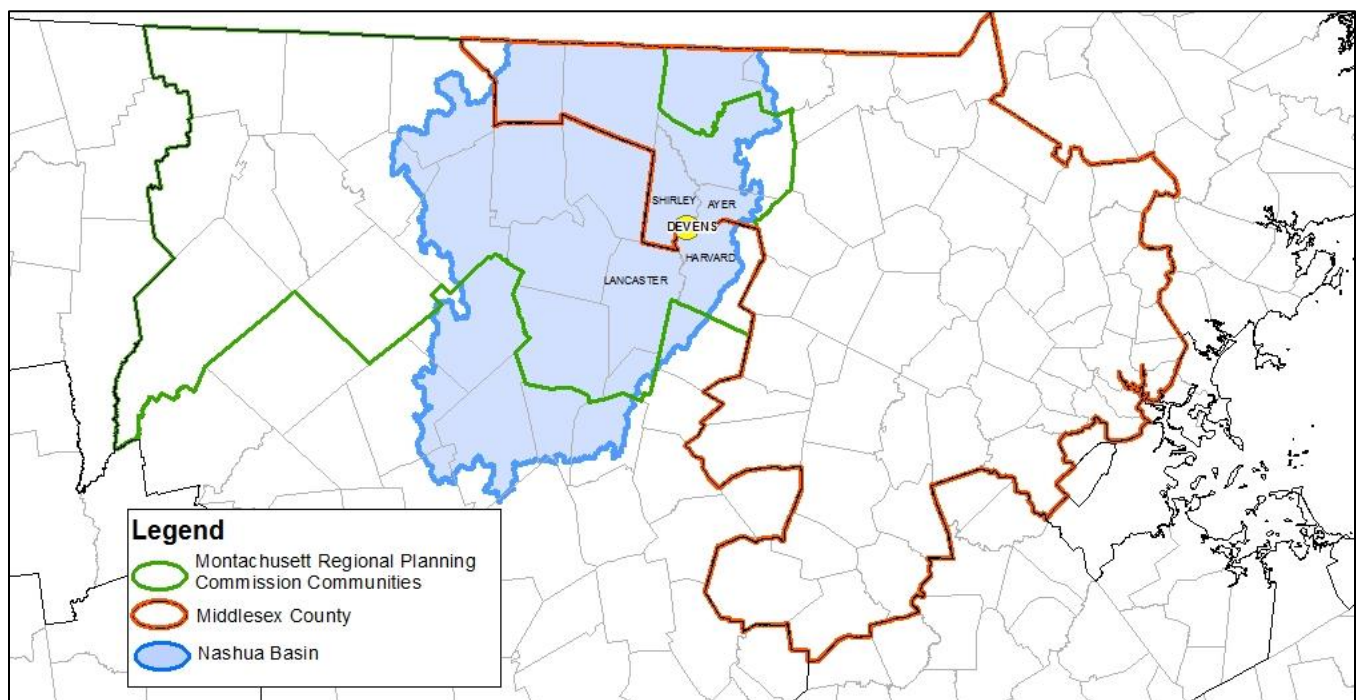 SHIRLEY
AYER
DEVENS
HARVARD
LANCASTER
Legend
Montachusett Regional Planning
Commission Communities
Middlesex County
Nashua Basin